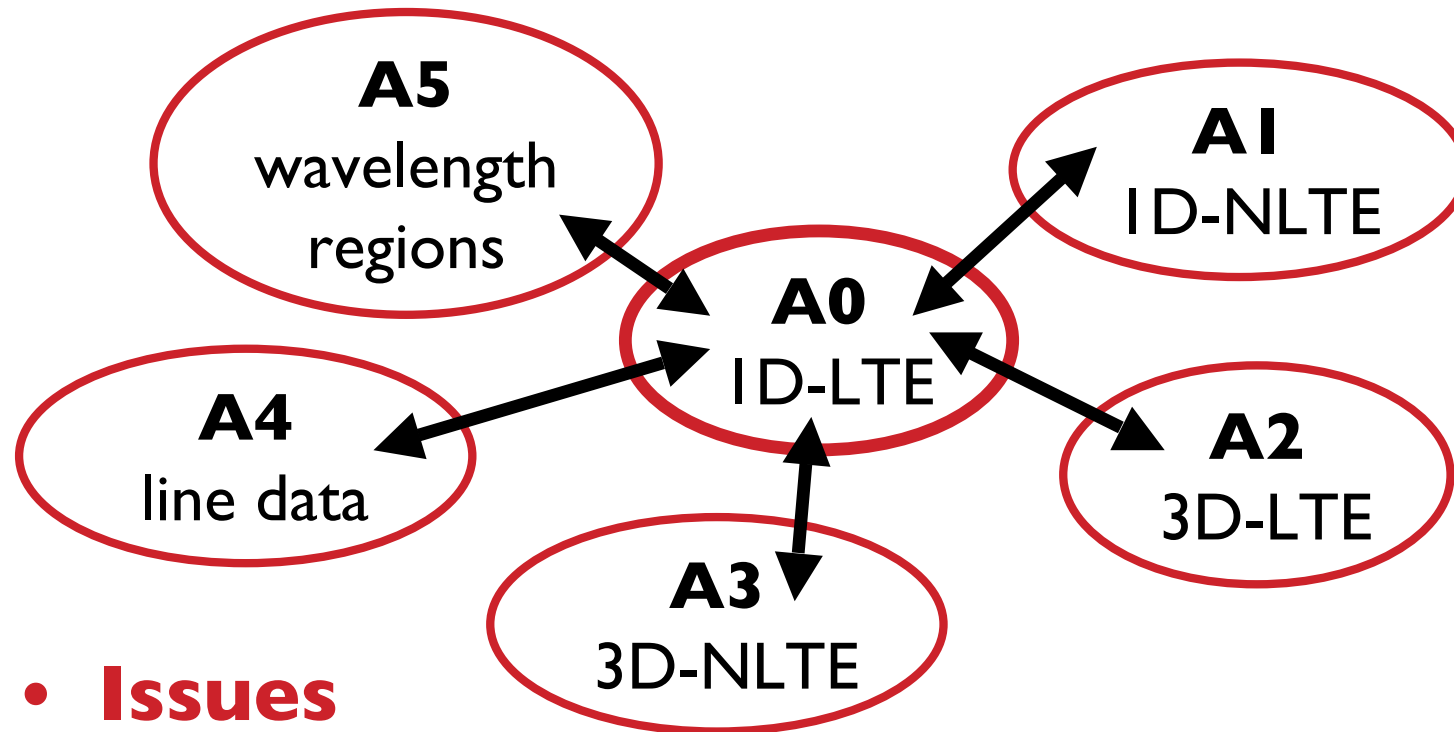 A5
wavelength
regions
A1
1D-NLTE
A0
1D-LTE
A4
line data
A2
3D-LTE
A3
3D-NLTE
• Issues